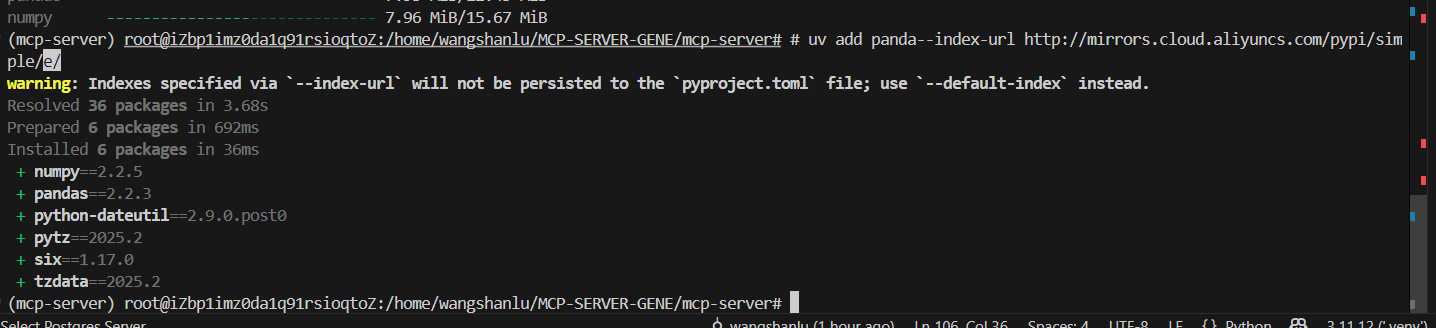 numpy ------------------------------ 7.96 MiB/15.67 MiB
(mcp-server) root@iZbp1imz0da1q91rsioqtoZ:/home/wangshanlu/MCP-SERVER-GENE/mcp-server# # uv add panda--index-url http://mirrors.cloud.aliyuncs.com/pypi/sim
ple/e/
warning: Indexes specified via `--index-url` will not be persisted to the `pyproject.toml` file; use `--default-index` instead.
Resolved 36 packages in 3.68s
Prepared 6 packages in 692ms
Installed 6 packages in 36ms
+ numpy==2.2.5
+ pandas==2.2.3
+ python-dateutil==2.9.0.post0
+ pytz==2025.2
+ six==1.17.0
+ tzdata==2025.2
(mcp-server) root@iZbp1imz0da1q91rsioqtoZ:/home/wangshanlu/MCP-SERVER-GENE/mcp-server#
Select Postgres Server wangshanlu (1 hour ago) Ln 106, Col 36 Spaces: 4 UTF-8 LF {} Python 3.11.12 ('.venv')